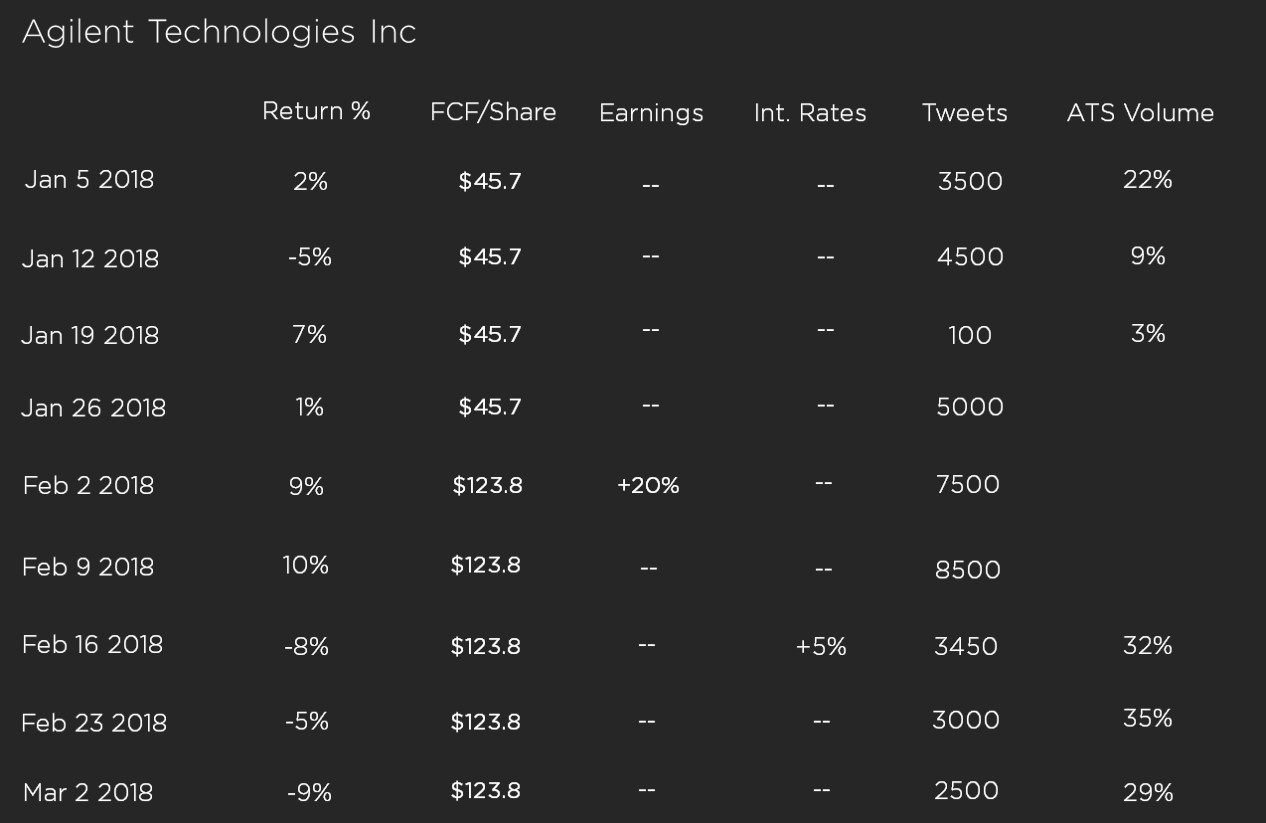 Agilent Technologies Inc
Return % FCF/Share Earnings Int. Rates Tweets ATS Volume
Jan 5 2018 2% $45.7 -- -- 3500 22%
Jan 12 2018 -5% $45.7 -- -- 4500 9%
Jan 19 2018 7% $45.7 -- -- 100 3%
Jan 26 2018 1% $45.7 -- -- 5000
Feb 2 2018 9% $123.8 +20% -- 7500
Feb 9 2018 10% $123.8 -- -- 8500
Feb 16 2018 -8% $123.8 -- +5% 3450 32%
Feb 23 2018 -5% $123.8 -- -- 3000 35%
Mar 2 2018 -9% $123.8 -- -- 2500 29%